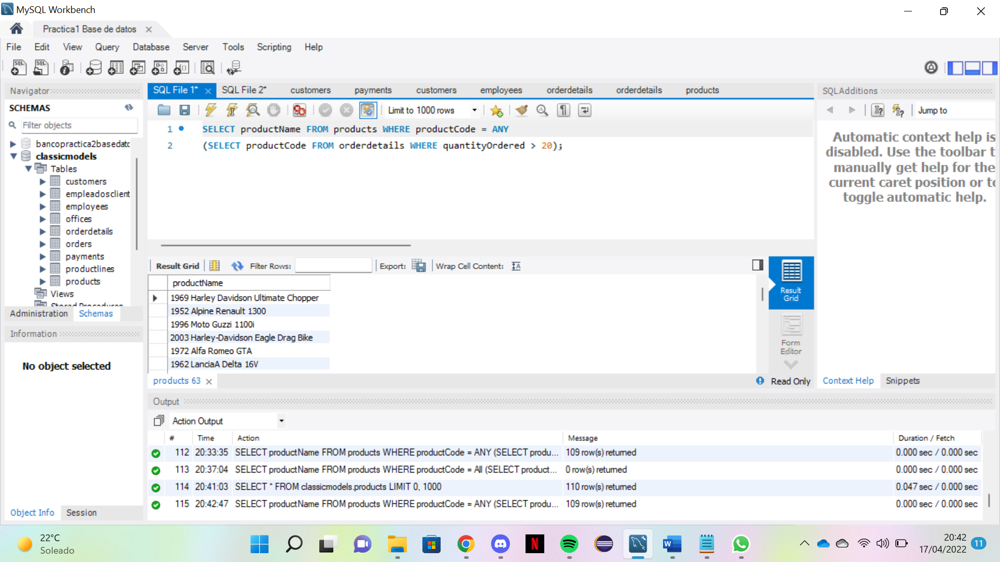 MySQL Workbench
Practica1 Base de datos
File Edit View Query Database Server Tools Scripting Help
Navigator
SCHEMAS
Filter objects
bancopractica2basedatc
classicmodels
Tables
customers
empleadosclient
employees
offices
orderdetails
orders
payments
productlines
products
Views
Stored Procedures
Administration Schemas
Information
No object selected
Object Info Session
SQL File 1* SQL File 2* customers payments customers employees orderdetails orderdetails products
Limit to 1000 rows
1 SELECT productName FROM products WHERE productCode = ANY
2 (SELECT productCode FROM orderdetails WHERE quantityOrdered > 20);
Result Grid Filter Rows: Export: Wrap Cell Content:
productName
1969 Harley Davidson Ultimate Chopper
1952 Alpine Renault 1300
1996 Moto Guzzi 1100i
2003 Harley-Davidson Eagle Drag Bike
1972 Alfa Romeo GTA
1962 LanciaA Delta 16V
Result
Grid
Form
Editor
products 63
Read Only
SQLAdditions
Jump to
Automatic context help is
disabled. Use the toolbar t
manually get help for the
current caret position or to
toggle automatic help.
Context Help Snippets
Output
Action Output
# Time Action Message Duration / Fetch
112 20:33:35 SELECT productName FROM products WHERE productCode = ANY (SELECT produ... 109 row(s) returned 0.000 sec / 0.000 sec
113 20:37:04 SELECT productName FROM products WHERE productCode = All (SELECT product... 0 row(s) returned 0.000 sec / 0.000 sec
114 20:41:03 SELECT * FROM classicmodels.products LIMIT 0, 1000 110 row(s) returned 0.047 sec / 0.000 sec
115 20:42:47 SELECT productName FROM products WHERE productCode = ANY (SELECT produ... 109 row(s) returned 0.000 sec / 0.000 sec
22°C
Soleado
20:42
17/04/2022
11